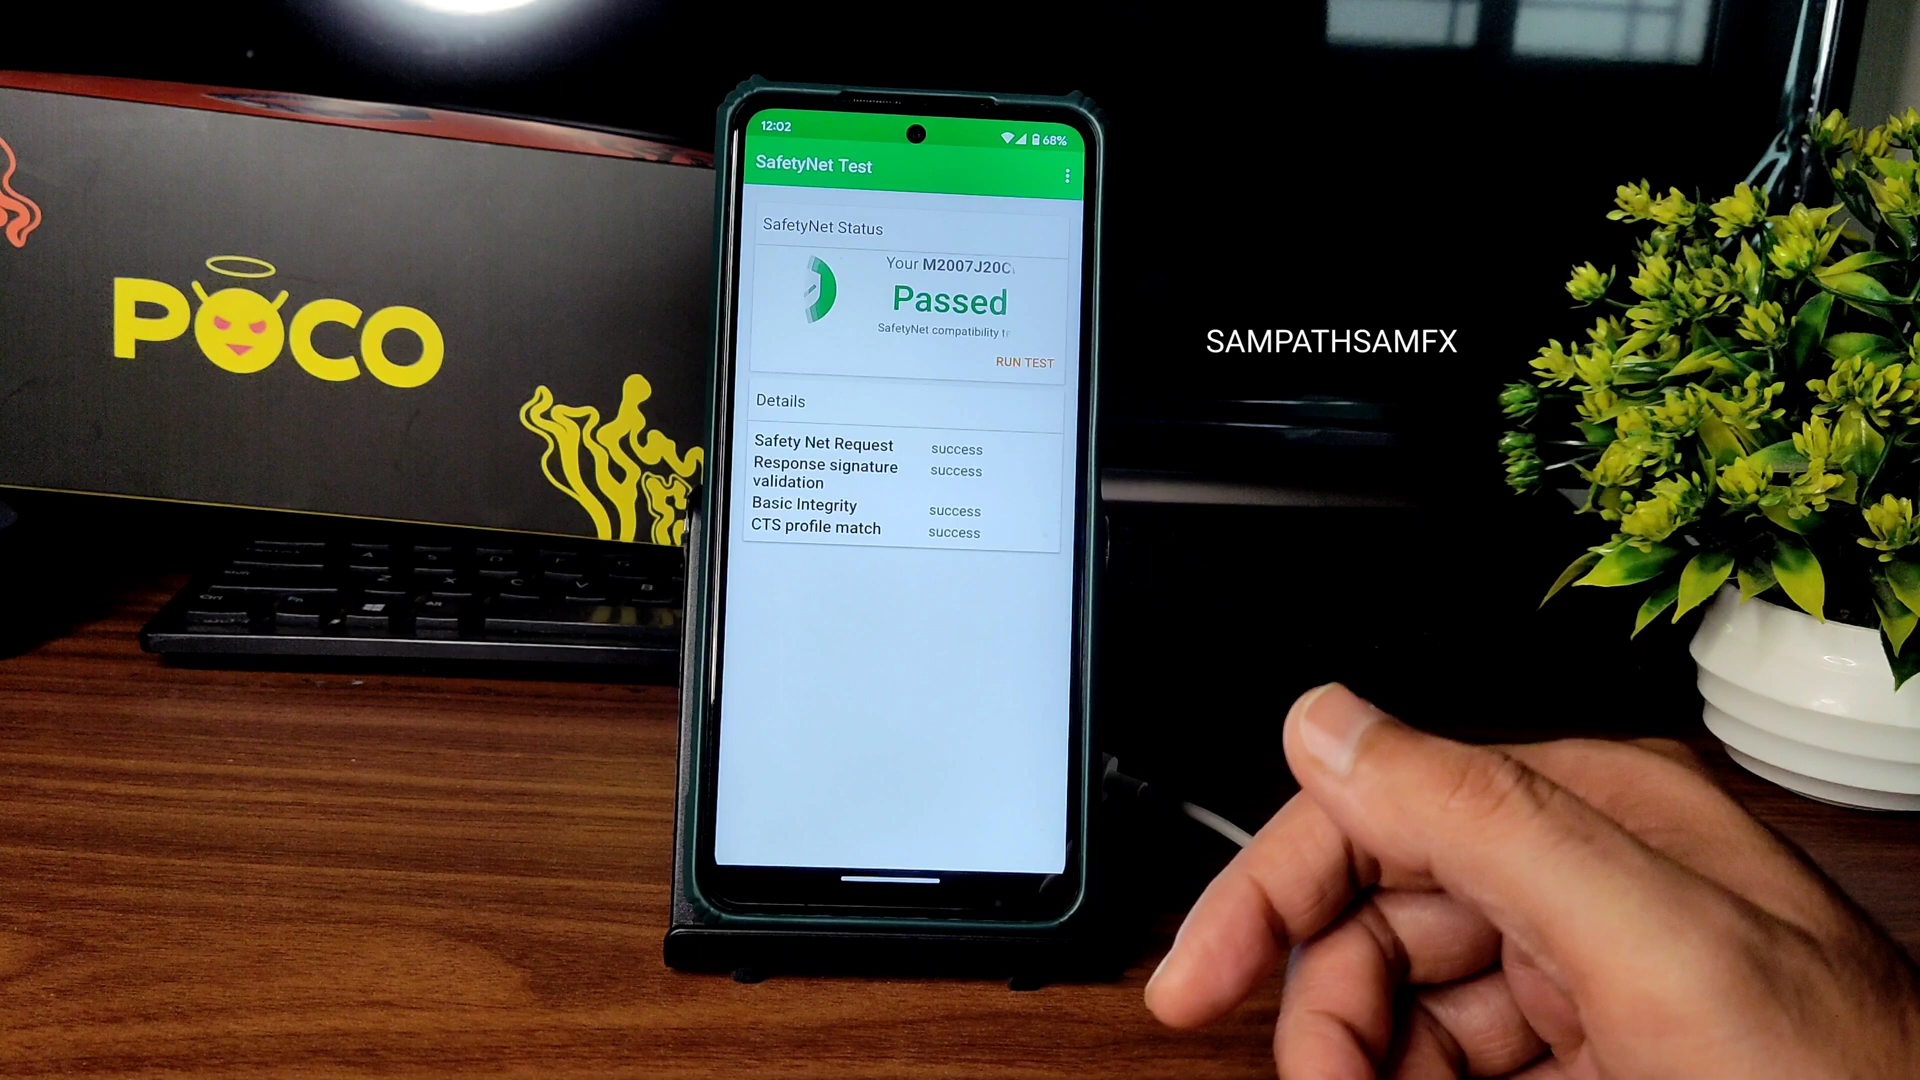 POCO
12:02
68%
SafetyNet Test
SafetyNet Status
Your M2007J20C
Passed
SafetyNet compatibility
RUN TEST
Details
Safety Net Request success
Response signature success
validation
Basic Integrity success
CTS profile match success
SAMPATHSAMFX